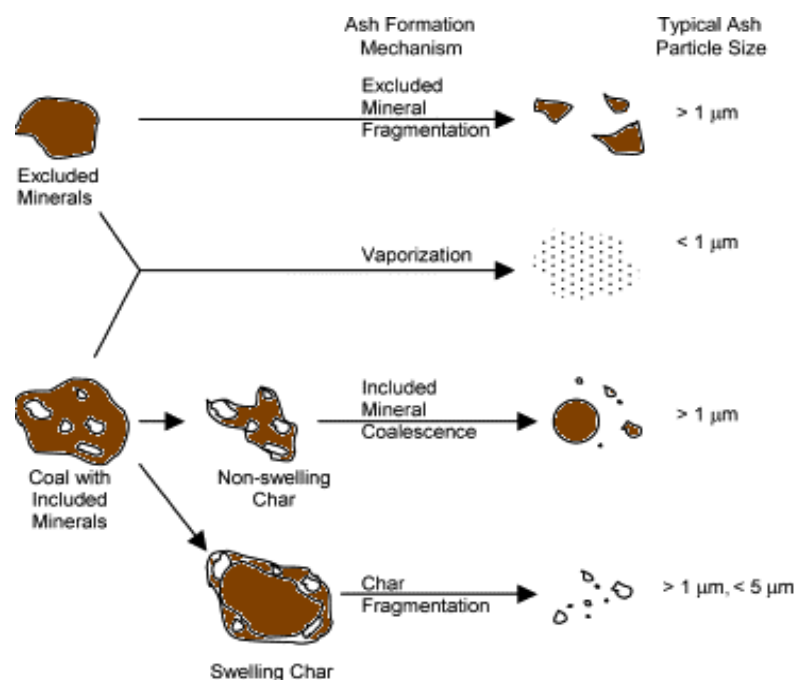 Ash Formation
Mechanism
Typical Ash
Particle Size
Excluded
Minerals
Excluded
Mineral
Fragmentation
> 1 μm
Vaporization
< 1 μm
Coal with
Included
Minerals
Non-swelling
Char
Included
Mineral
Coalescence
> 1 μm
Swelling Char
Char
Fragmentation
> 1 μm, < 5 μm